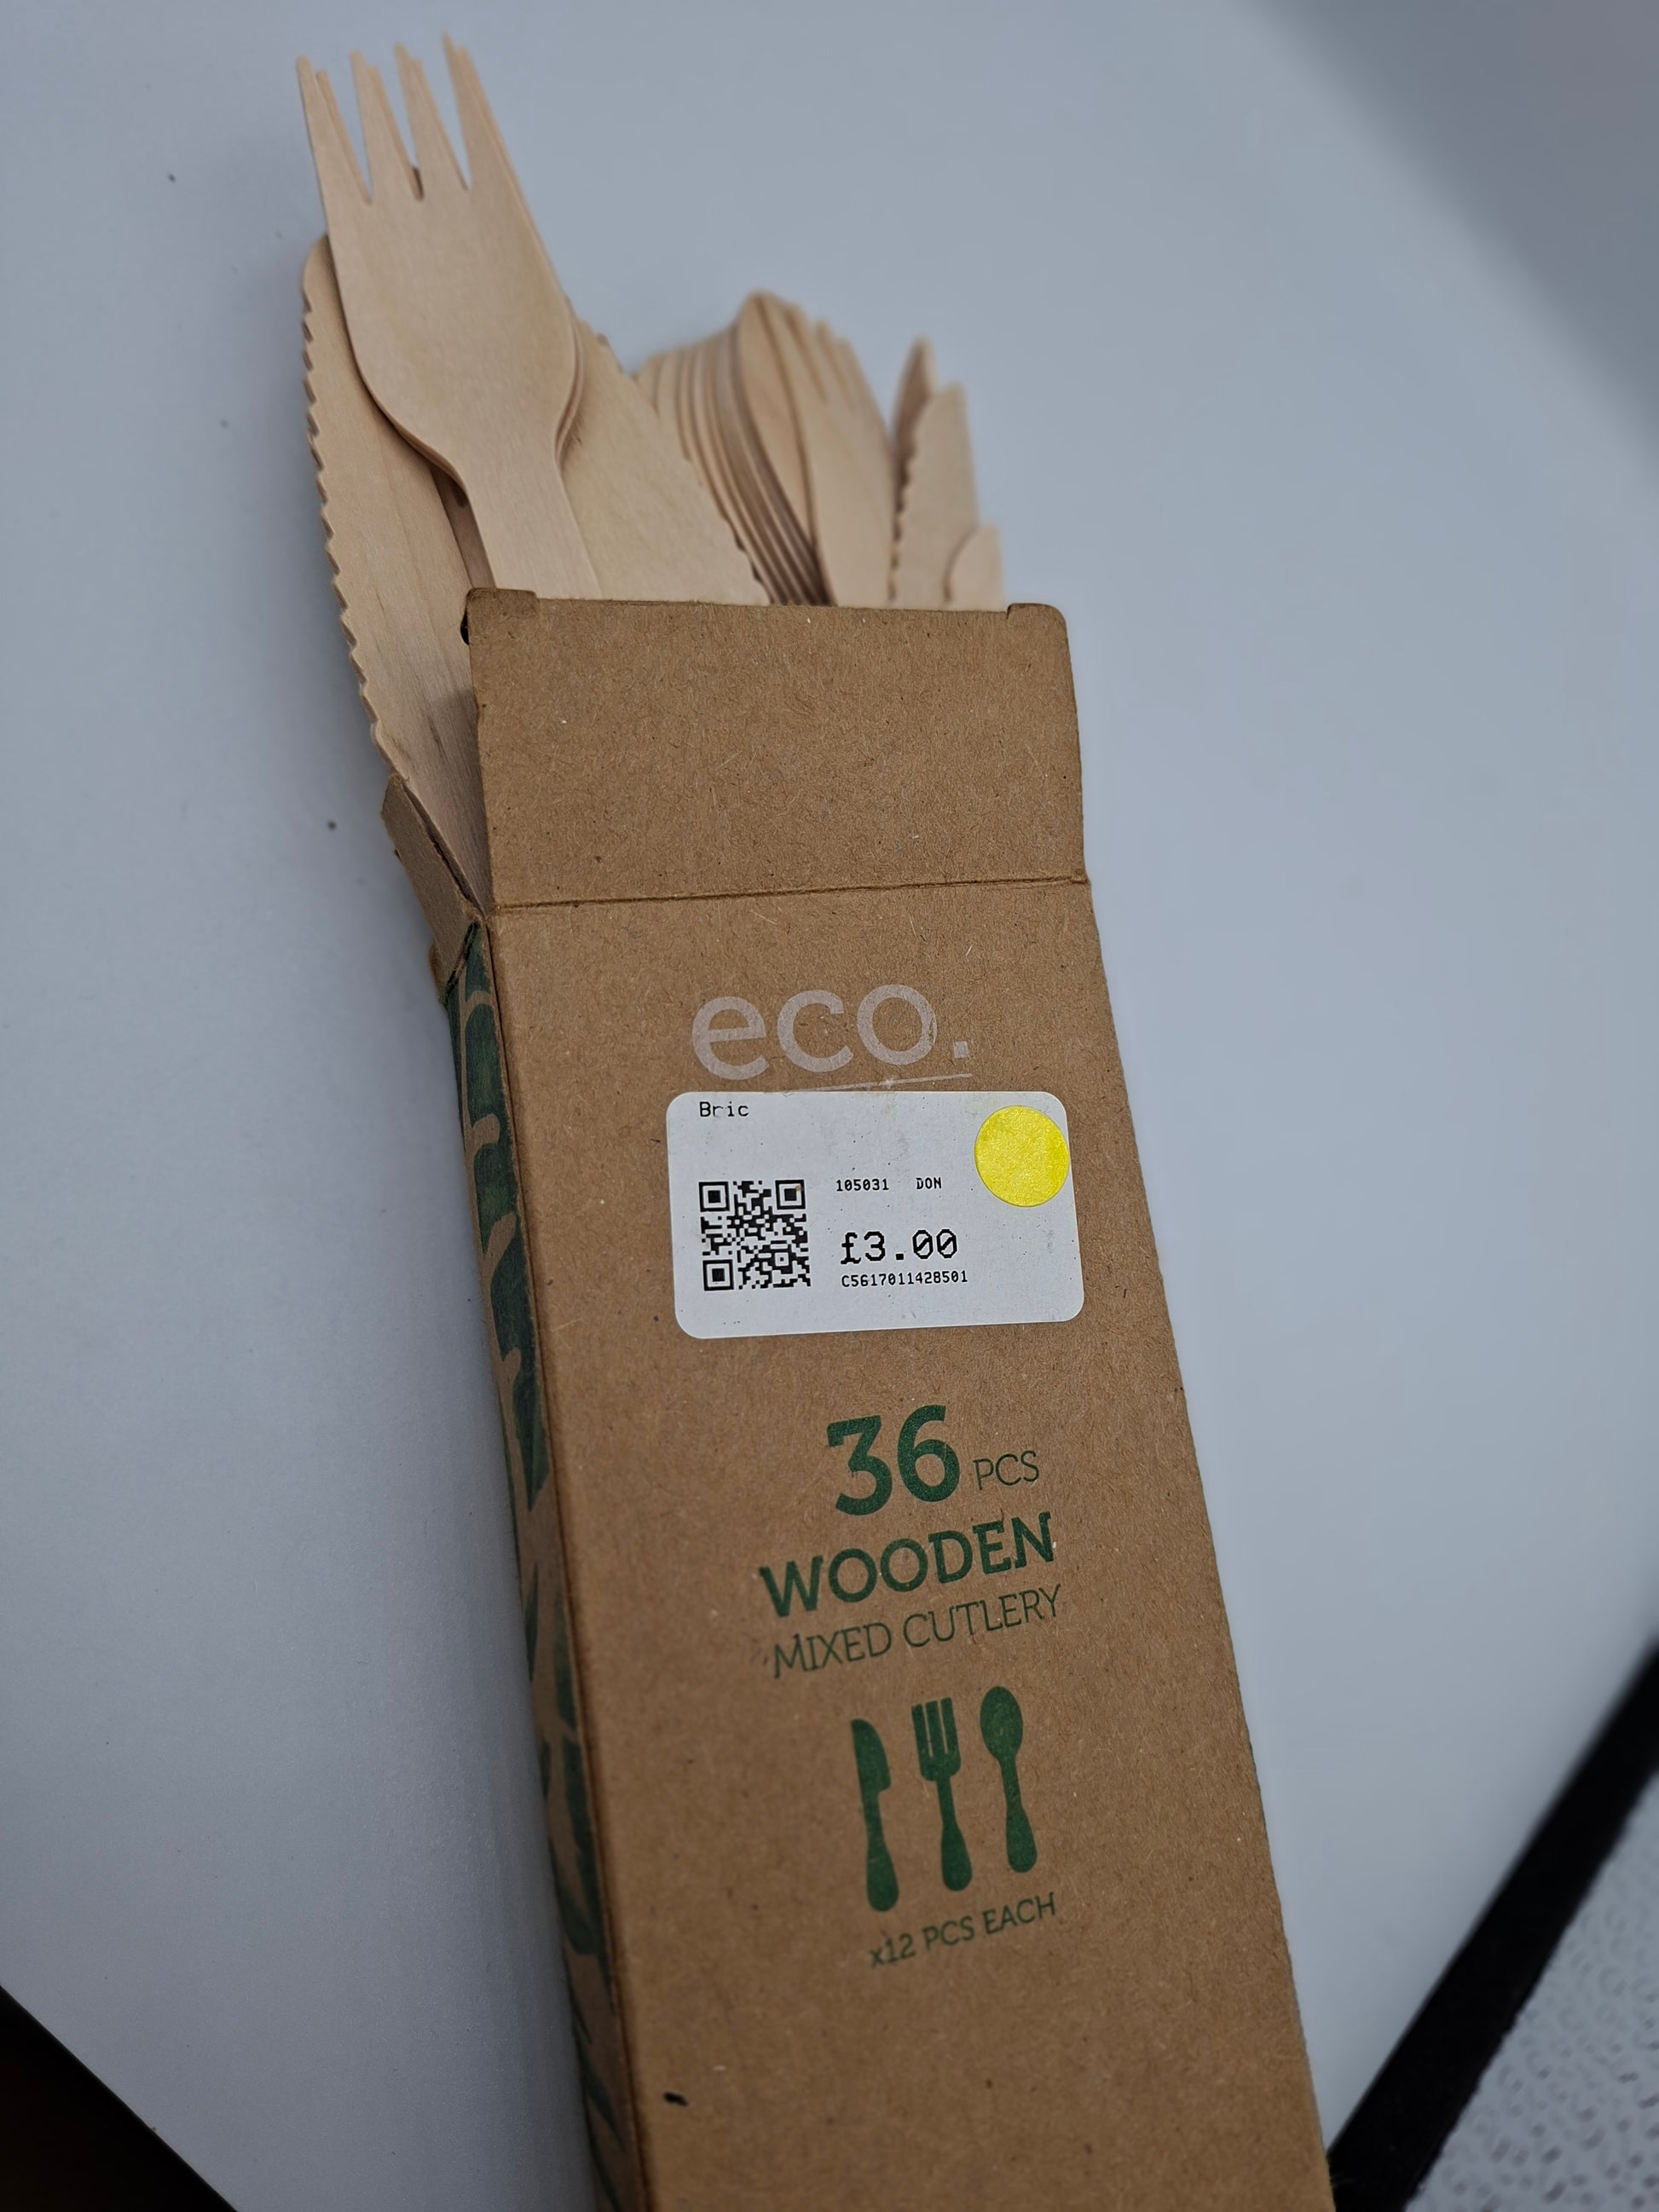 eco.
Bric
105031 DON
£3.00
C5617011428501
36 PCS
WOODEN
MIXED CUTLERY
x12 PCS EACH